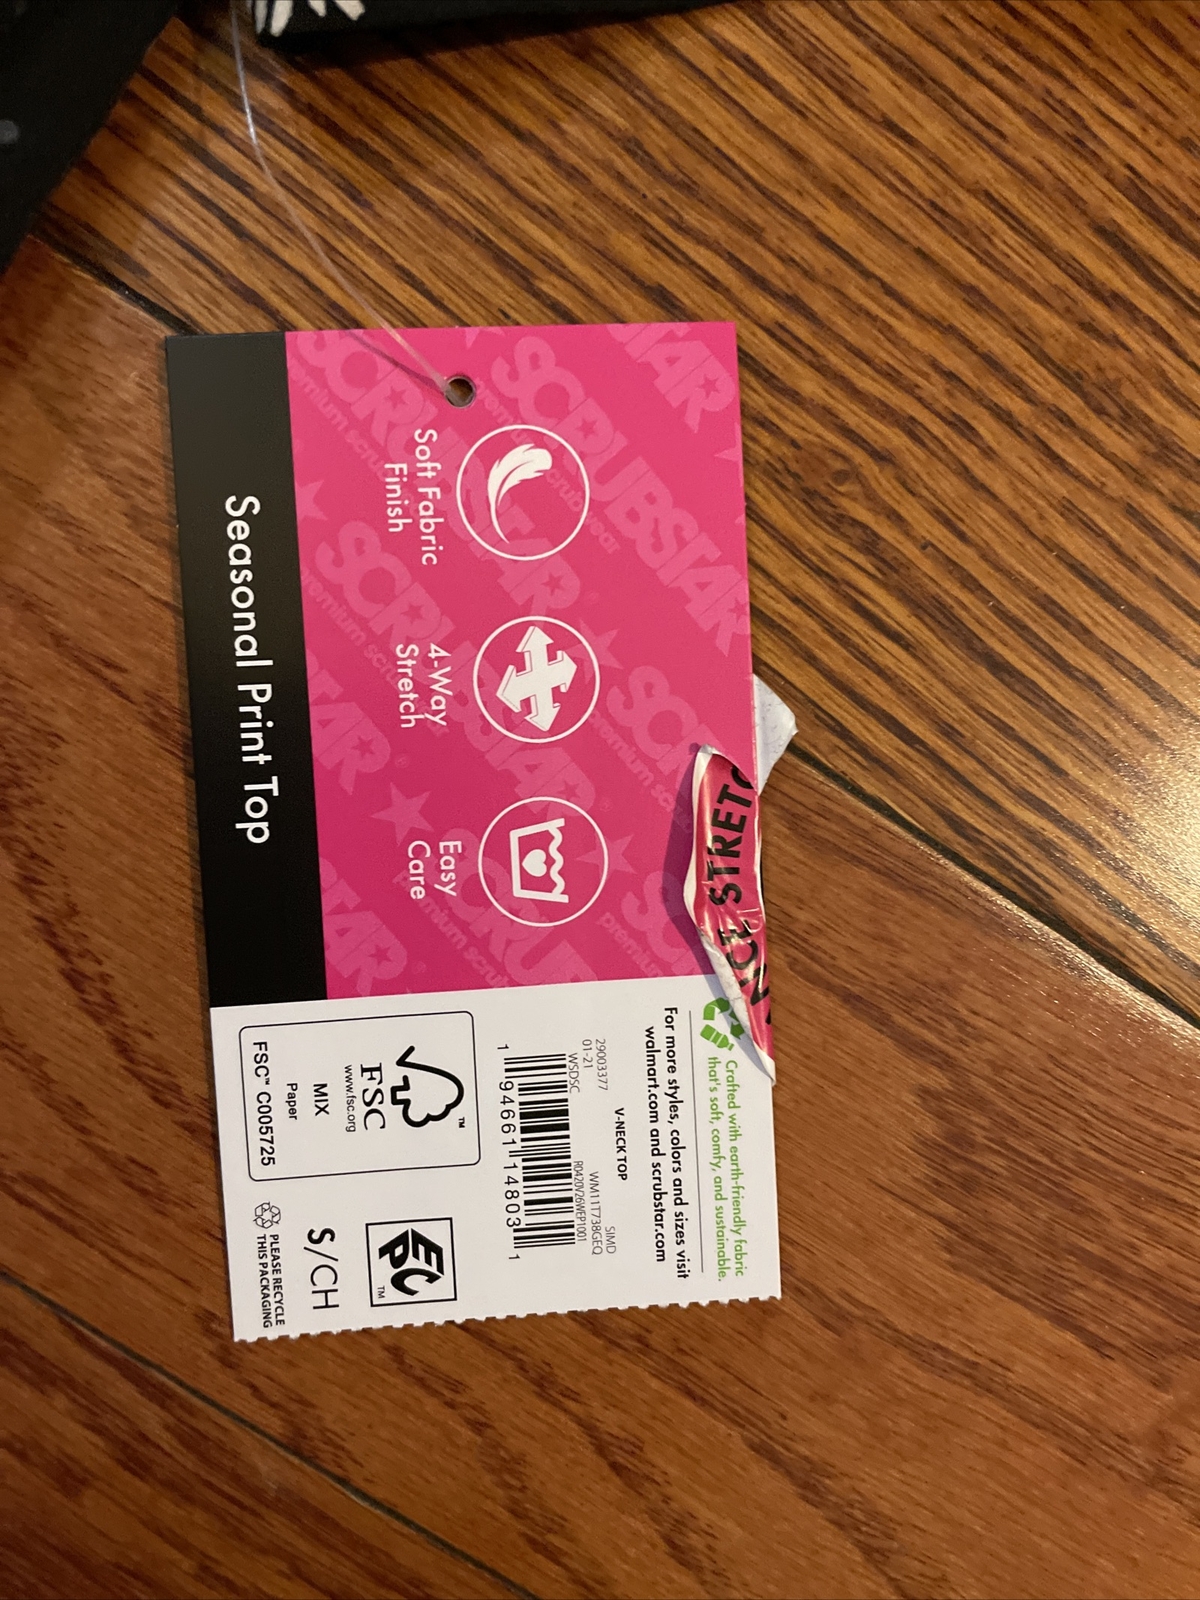 SCRUBSTAR
premium scrubwear
Soft Fabric
Finish
4-Way
Stretch
Easy
Care
Seasonal Print Top
STRETC
Crafted with earth-friendly fabric
that's soft, comfy, and sustainable.
For more styles, colors and sizes visit
walmart.com and scrubstar.com
V-NECK TOP
29003377
01-21
WSDSC
SIMD
WM11T738GEQ
R0420V26WEP1001
1 94661 14803 1
EPC™
™
FSC
www.fsc.org
MIX
Paper
FSC™ C005725
S/CH
PLEASE RECYCLE
THIS PACKAGING